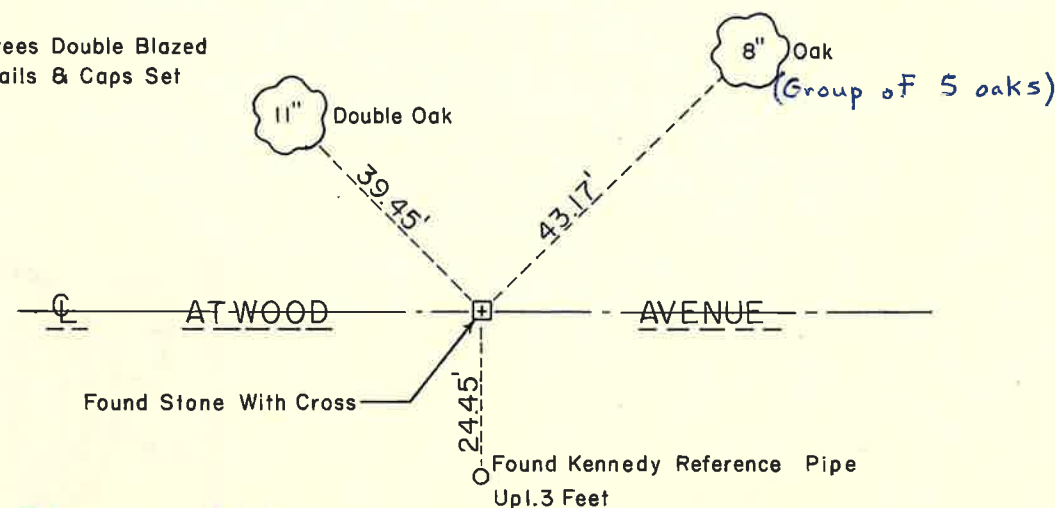 rees Double Blazed
ails & Caps Set
8" Oak
(Group of 5 oaks)
11" Double Oak
39.45'
43.17'
℄ ATWOOD AVENUE
Found Stone With Cross
24.45'
Found Kennedy Reference Pipe
Up1.3 Feet